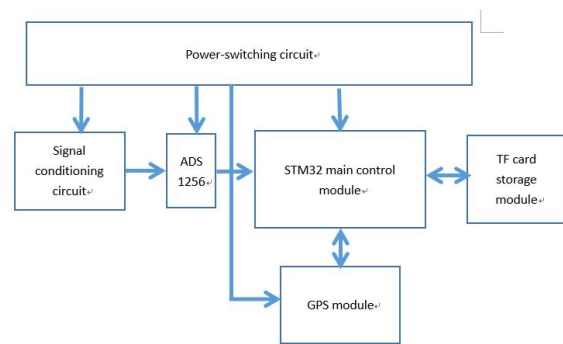 Power-switching circuit
Signal
conditioning
circuit
ADS
1256
STM32 main control
module
TF card
storage
module
GPS module